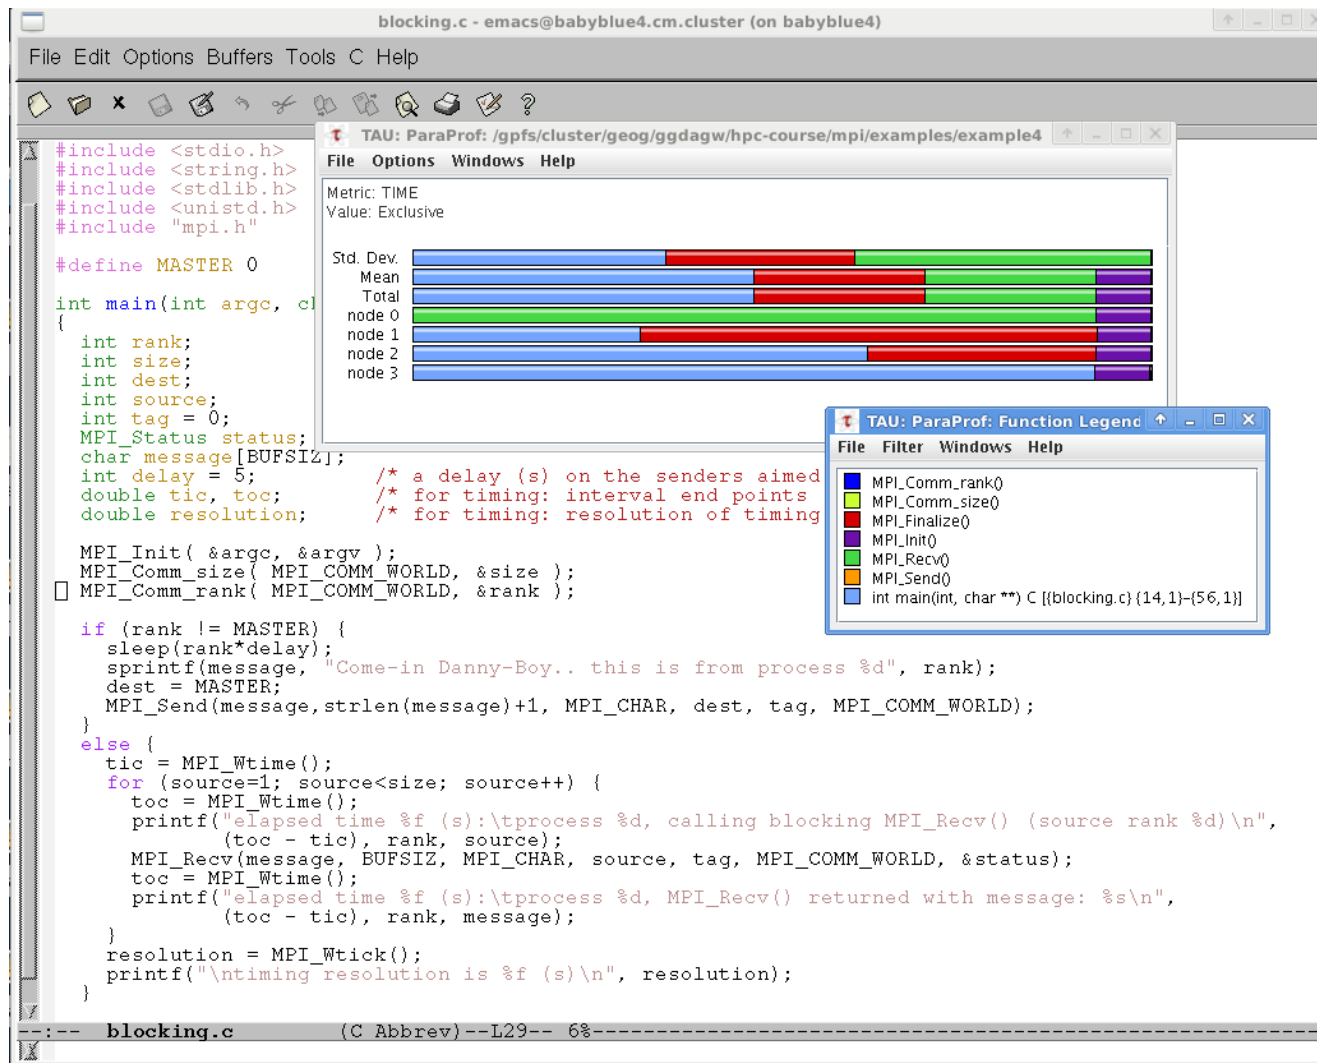 blocking.c - emacs@babyblue4.cm.cluster (on babyblue4)
File Edit Options Buffers Tools C Help
TAU: ParaProf: /gpfs/cluster/geog/ggdagw/hpc-course/mpi/examples/example4
File Options Windows Help
Metric: TIME
Value: Exclusive
Std. Dev.
Mean
Total
node 0
node 1
node 2
node 3
TAU: ParaProf: Function Legend
File Filter Windows Help
MPI_Comm_rank()
MPI_Comm_size()
MPI_Finalize()
MPI_Init()
MPI_Recv()
MPI_Send()
int main(int, char **) C [{blocking.c} {14,1}-{56,1}]
#include <stdio.h>
#include <string.h>
#include <stdlib.h>
#include <unistd.h>
#include "mpi.h"
#define MASTER 0
int main(int argc,
{
int rank;
int size;
int dest;
int source;
int tag = 0;
MPI_Status status;
char message[BUFSIZ];
int delay = 5; /* a delay (s) on the senders aimed
double tic, toc; /* for timing: interval end points
double resolution; /* for timing: resolution of timing
MPI_Init( &argc, &argv );
MPI_Comm_size( MPI_COMM_WORLD, &size );
MPI_Comm_rank( MPI_COMM_WORLD, &rank );
if (rank != MASTER) {
sleep(rank*delay);
sprintf(message, "Come-in Danny-Boy.. this is from process %d", rank);
dest = MASTER;
MPI_Send(message,strlen(message)+1, MPI_CHAR, dest, tag, MPI_COMM_WORLD);
}
else {
tic = MPI_Wtime();
for (source=1; source<size; source++) {
toc = MPI_Wtime();
printf("elapsed time %f (s):\tprocess %d, calling blocking MPI_Recv() (source rank %d)\n",
(toc - tic), rank, source);
MPI_Recv(message, BUFSIZ, MPI_CHAR, source, tag, MPI_COMM_WORLD, &status);
toc = MPI_Wtime();
printf("elapsed time %f (s):\tprocess %d, MPI_Recv() returned with message: %s\n",
(toc - tic), rank, message);
}
resolution = MPI_Wtick();
printf("\ntiming resolution is %f (s)\n", resolution);
}
--:-- blocking.c (C Abbrev)--L29-- 6%--------------------------------